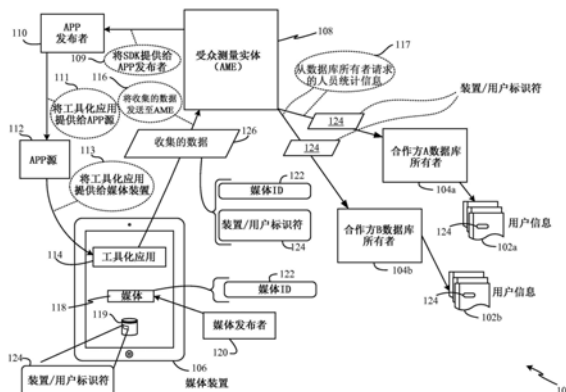 110
APP
发布者
109
将SDK提供给
APP发布者
受众测量实体
(AME)
108
117
从数据库所有者请求
的人员统计信息
装置/用户标识符
111
将工具化应用
提供给APP源
116
将收集的数据
发送至AME
收集的数据
126
124
124
112
APP源
113
将工具化应用
提供给媒体装置
122
媒体ID
装置/用户标识符
124
合作方A数据库
所有者
104a
124
用户信息
102a
合作方B数据库
所有者
104b
124
用户信息
102b
114
工具化应用
122
媒体ID
118
媒体
119
媒体发布者
120
124
装置/用户标识符
106
媒体装置